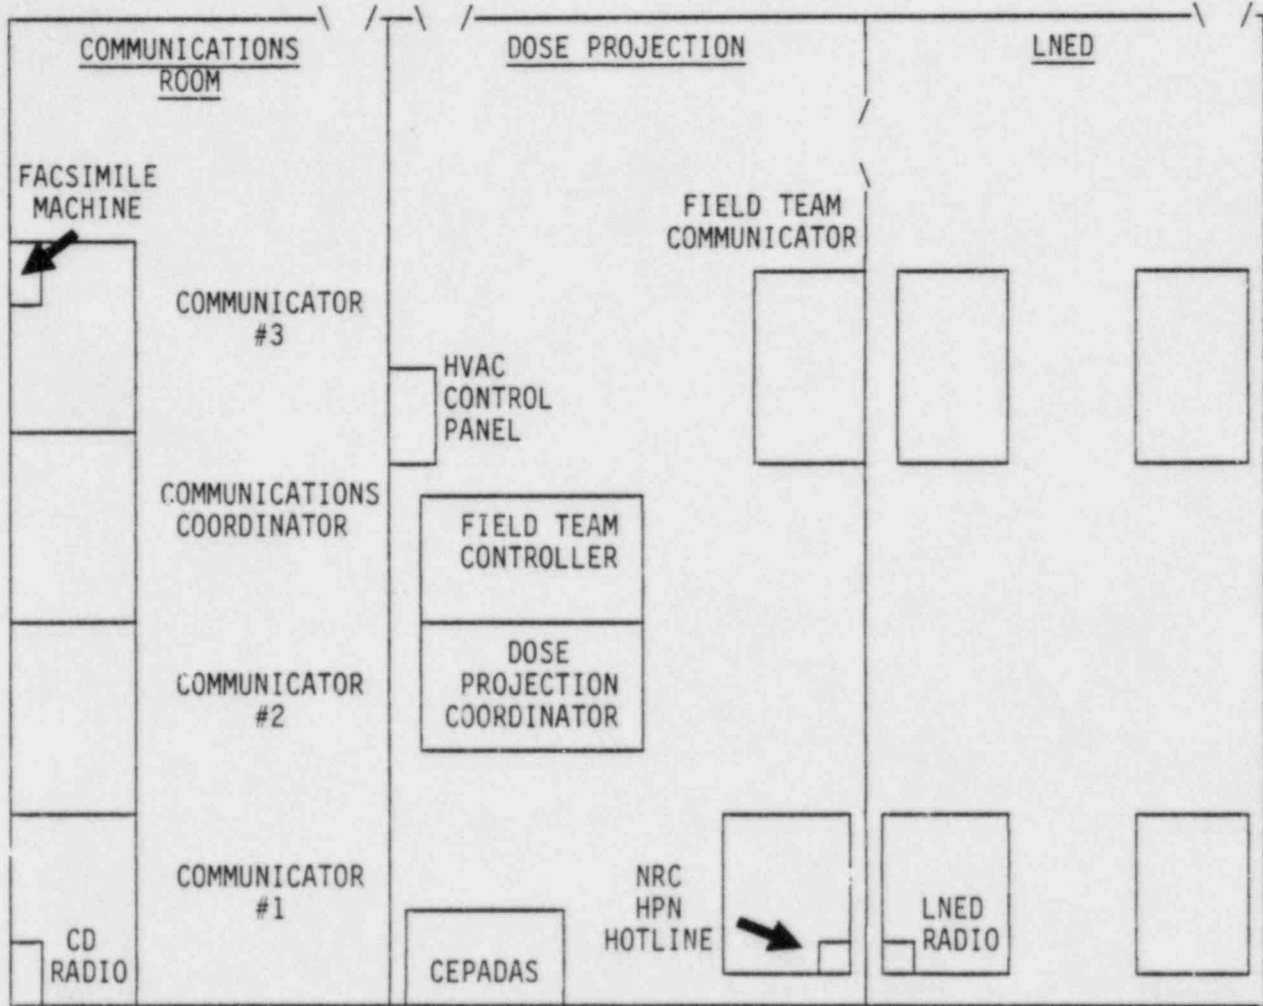 COMMUNICATIONS
ROOM
DOSE PROJECTION
LNED
FACSIMILE
MACHINE
FIELD TEAM
COMMUNICATOR
COMMUNICATOR
#3
HVAC
CONTROL
PANEL
COMMUNICATIONS
COORDINATOR
FIELD TEAM
CONTROLLER
COMMUNICATOR
#2
DOSE
PROJECTION
COORDINATOR
COMMUNICATOR
#1
CD
RADIO
CEPADAS
NRC
HPN
HOTLINE
LNED
RADIO